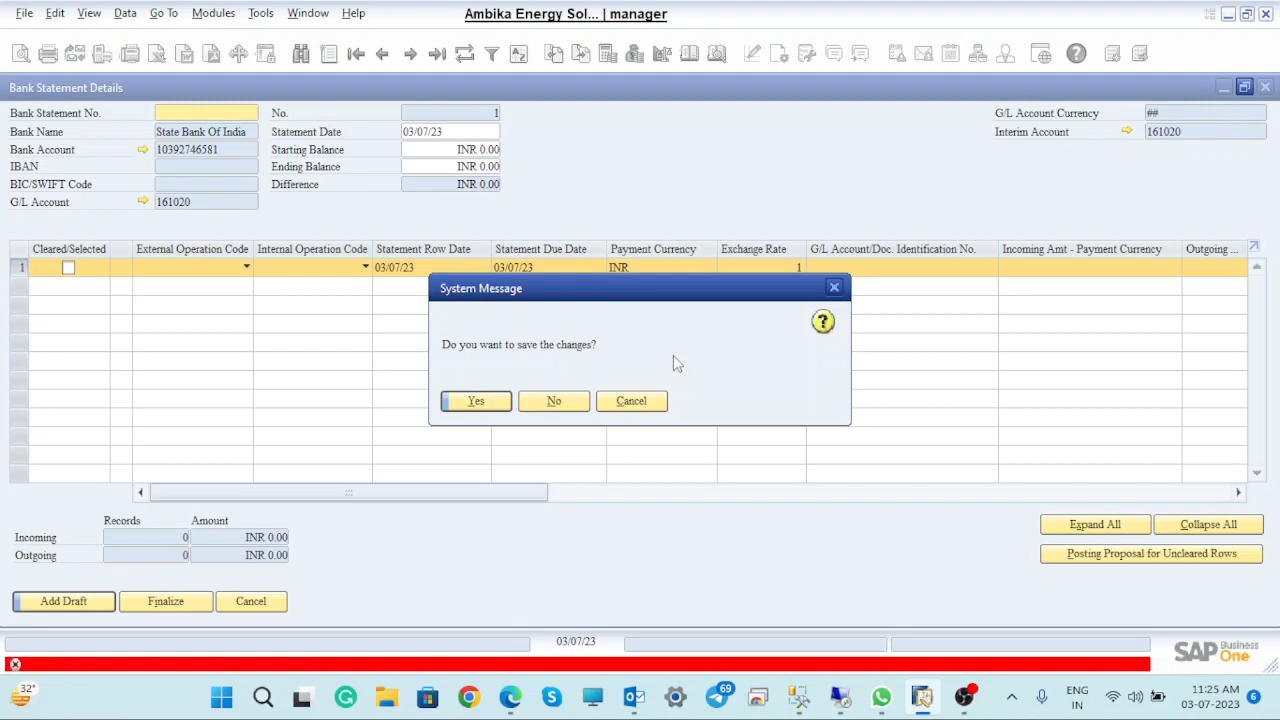 File Edit View Data Go To Modules Tools Window Help Ambika Energy Sol... | manager
Bank Statement Details
Bank Statement No. No. 1 G/L Account Currency ##
Bank Name State Bank Of India Statement Date 03/07/23 Interim Account 161020
Bank Account 10392746581 Starting Balance INR 0.00
IBAN Ending Balance INR 0.00
BIC/SWIFT Code Difference INR 0.00
G/L Account 161020
Cleared/Selected External Operation Code Internal Operation Code Statement Row Date Statement Due Date Payment Currency Exchange Rate G/L Account/Doc. Identification No. Incoming Amt - Payment Currency Outgoing ...
1 03/07/23 03/07/23 INR 1
System Message
?
Do you want to save the changes?
Yes No Cancel
Records Amount
Incoming 0 INR 0.00
Outgoing 0 INR 0.00
Expand All Collapse All
Posting Proposal for Uncleared Rows
Add Draft Finalize Cancel
03/07/23
SAP Business One
32°
69
ENG
IN
11:25 AM
03-07-2023
6